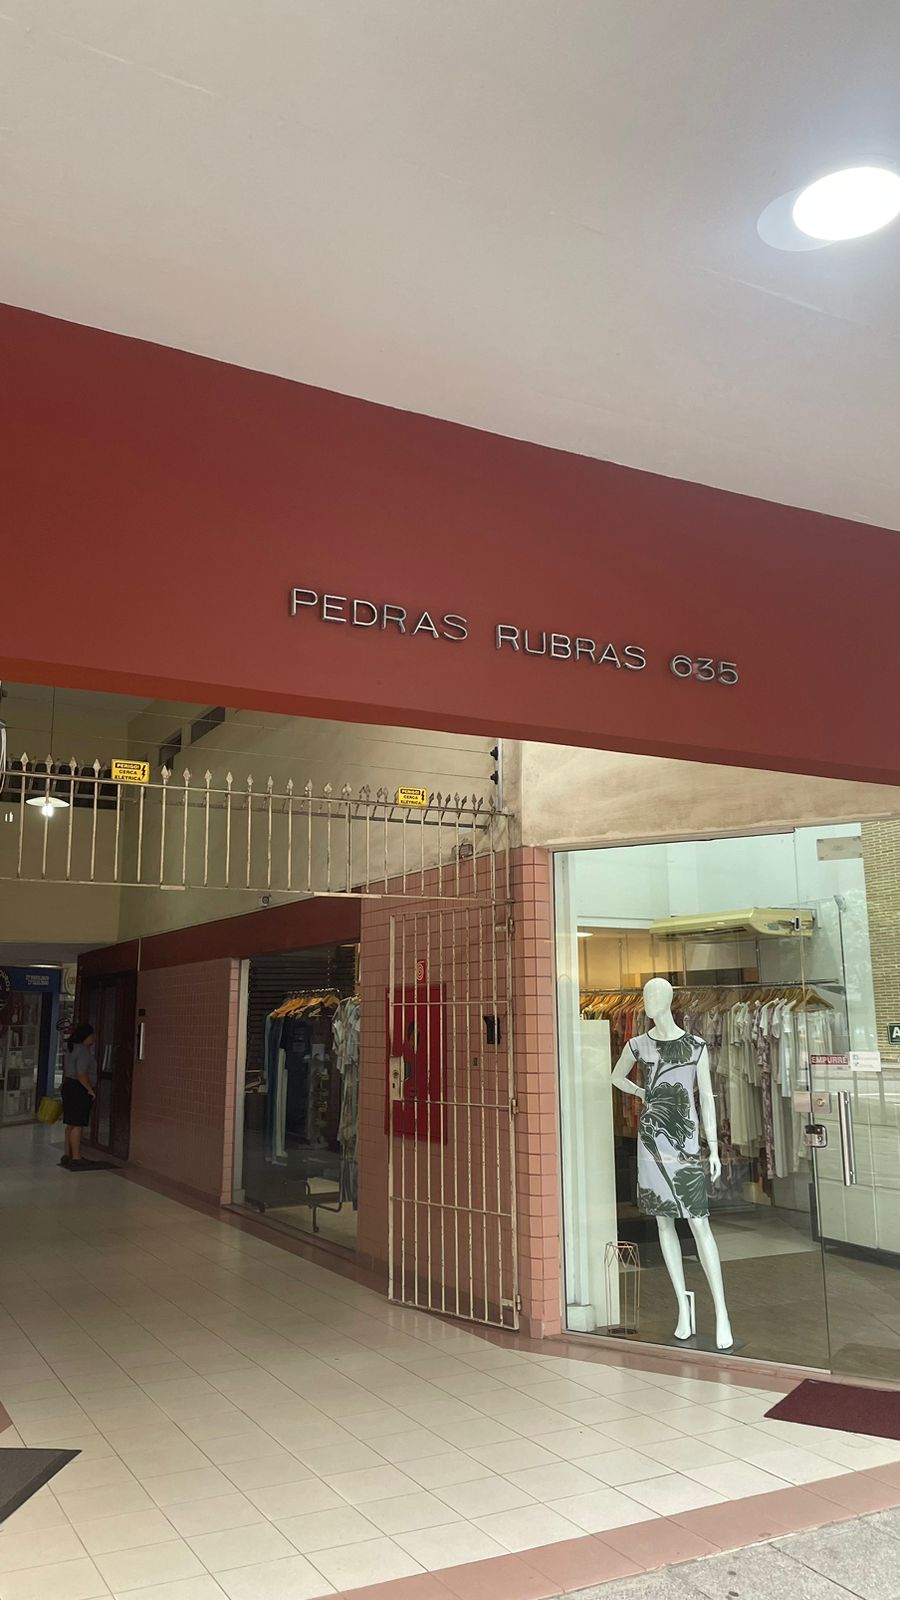 PEDRAS RUBRAS 635
PERIGO!
CERCA
ELÉTRICA
PERIGO!
CERCA
ELÉTRICA
EMPURRE